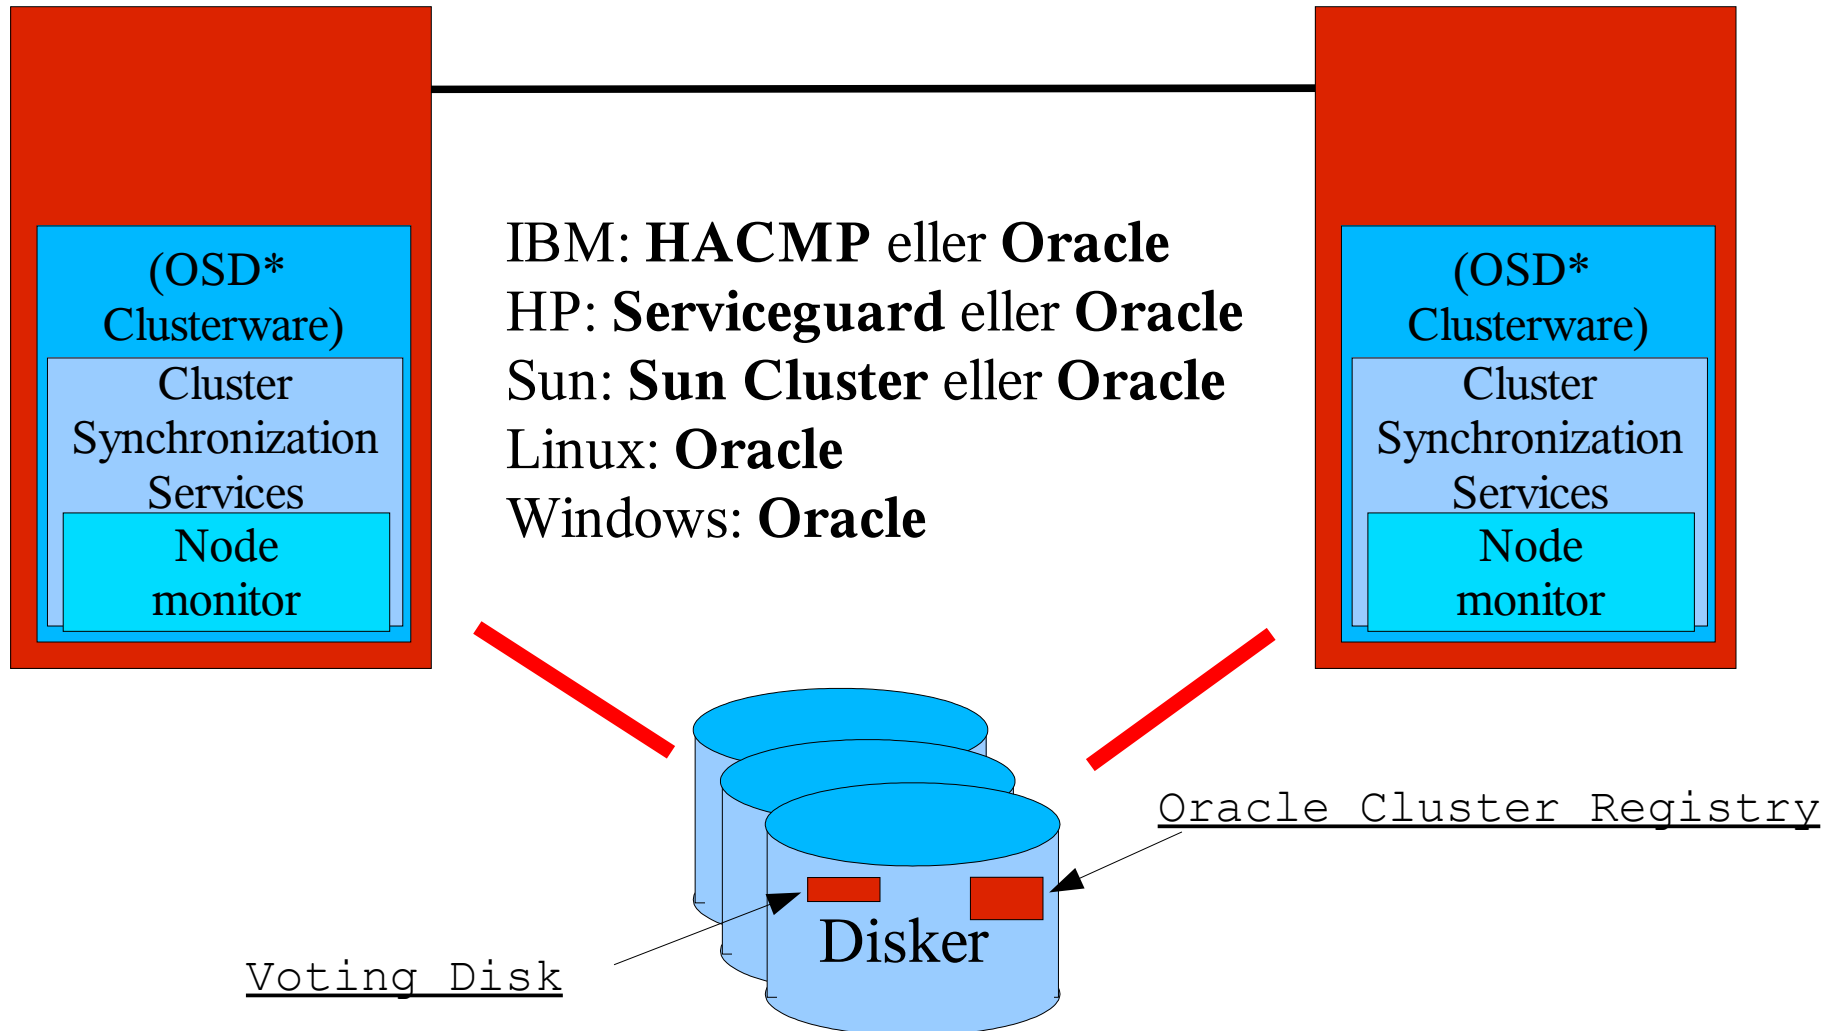 (OSD*
Clusterware)
Cluster
Synchronization
Services
Node
monitor
IBM: HACMP eller Oracle
HP: Serviceguard eller Oracle
Sun: Sun Cluster eller Oracle
Linux: Oracle
Windows: Oracle
(OSD*
Clusterware)
Cluster
Synchronization
Services
Node
monitor
Oracle Cluster Registry
Disker
Voting Disk